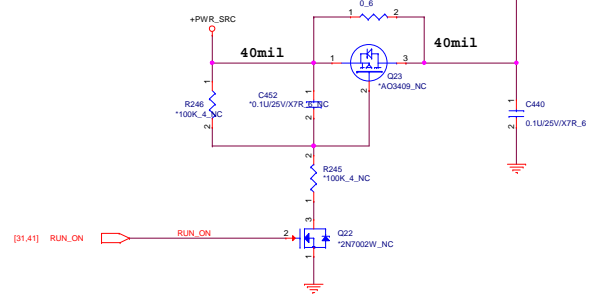 0_6
1 2
+PWR_SRC
40mil
40mil
1 3
Q23
*AO3409_NC
2
1
R246
*100K_4_NC
2
1
C452
*0.1U/25V/X7R_6_NC
2
1
C440
0.1U/25V/X7R_6
2
2
R245
*100K_4_NC
1
3
[31,41] RUN_ON
RUN_ON
2
Q22
*2N7002W_NC
1